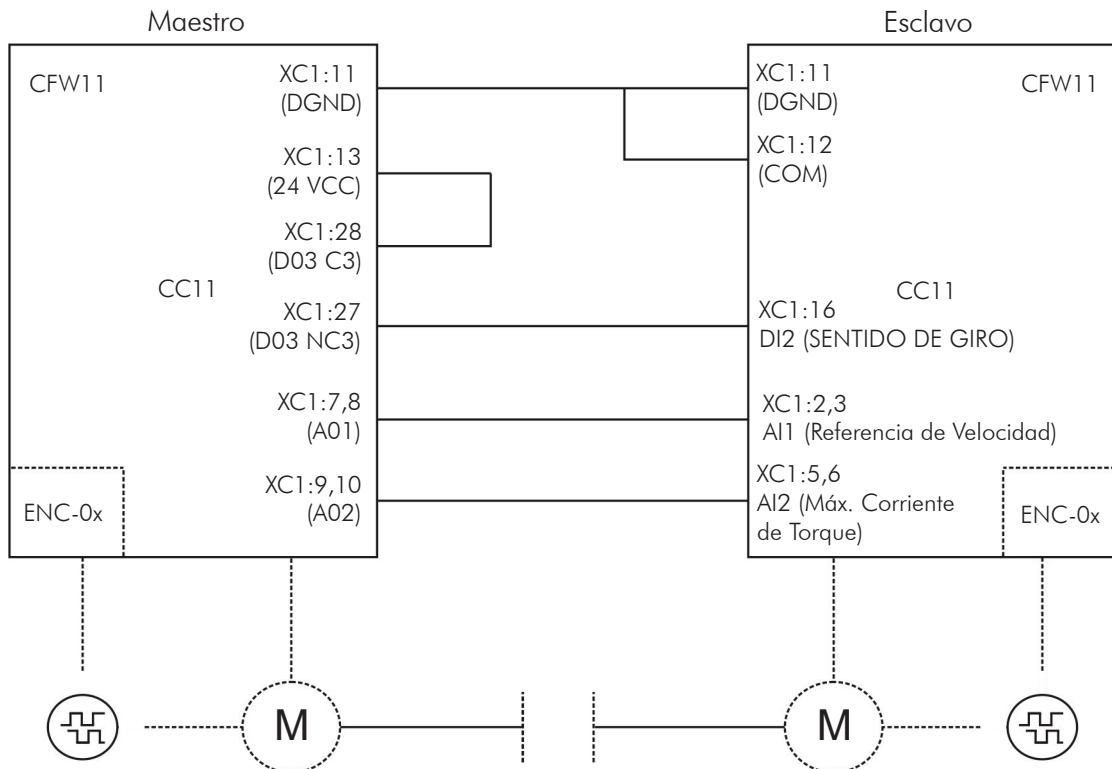 Maestro
CFW11
XC1:11
(DGND)
XC1:13
(24 VCC)
XC1:28
(D03 C3)
CC11
XC1:27
(D03 NC3)
XC1:7,8
(A01)
XC1:9,10
(A02)
ENC-0x
M
Esclavo
XC1:11
(DGND)
CFW11
XC1:12
(COM)
CC11
XC1:16
DI2 (SENTIDO DE GIRO)
XC1:2,3
AI1 (Referencia de Velocidad)
XC1:5,6
AI2 (Máx. Corriente
de Torque)
ENC-0x
M